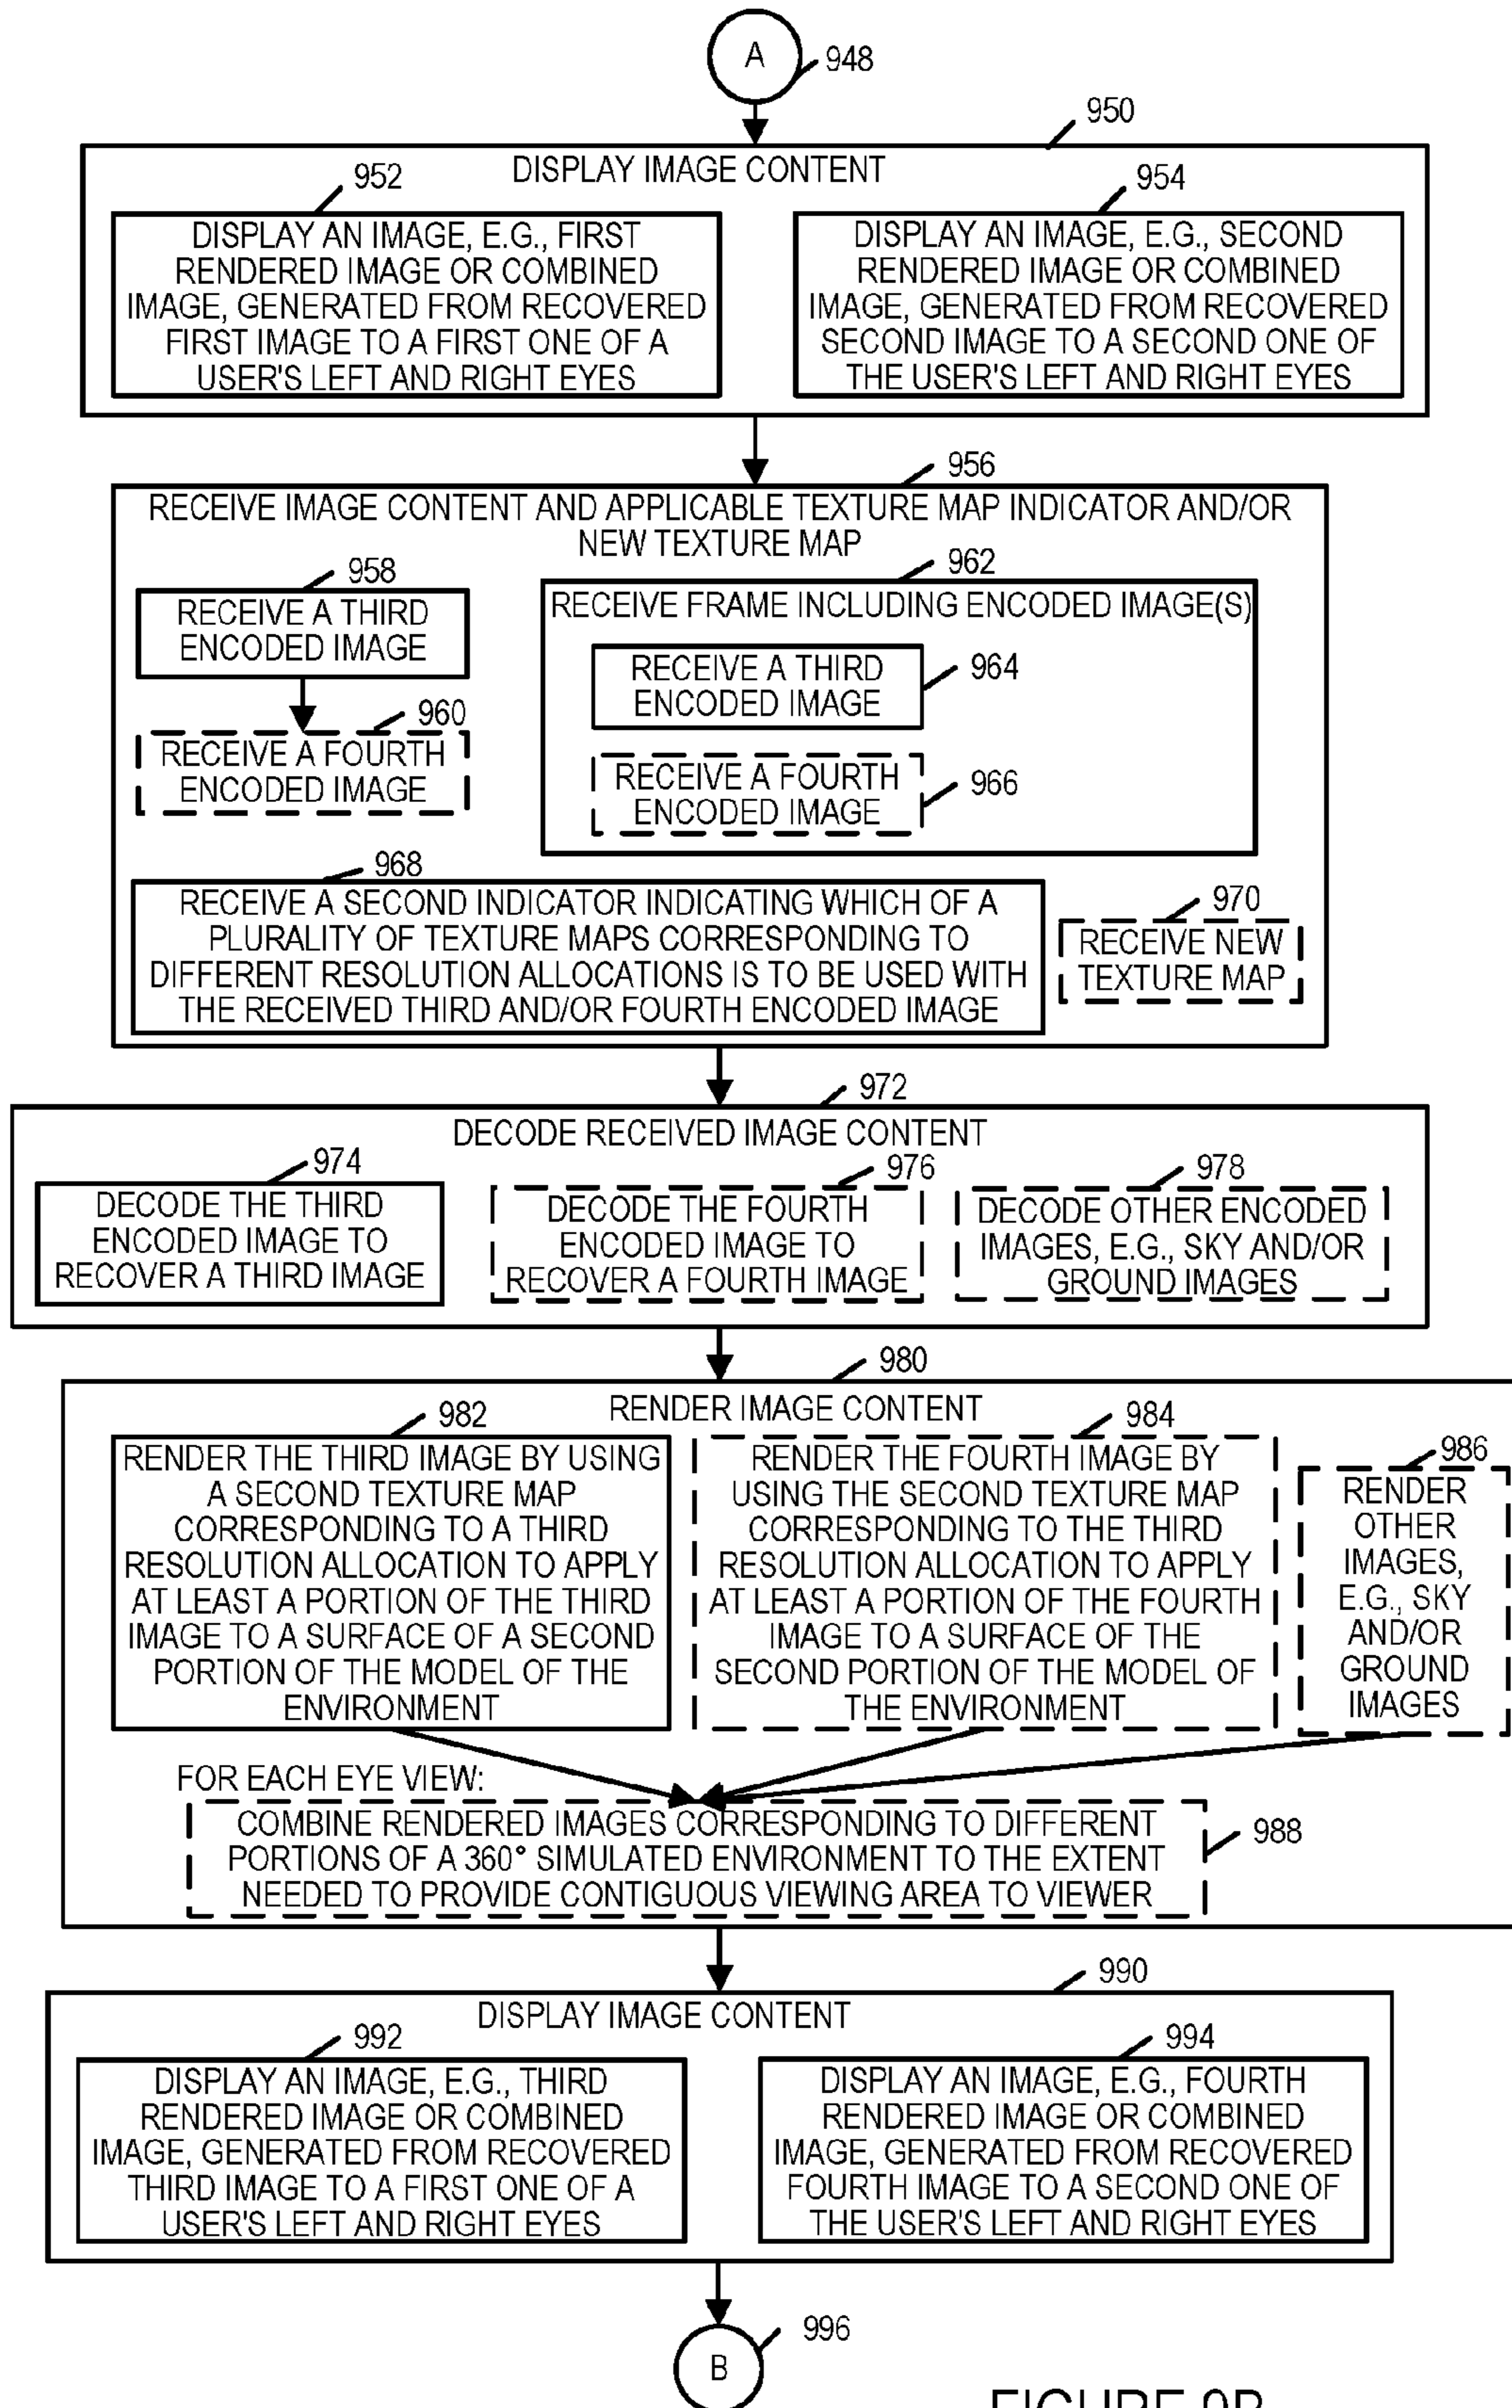 A
948
950
DISPLAY IMAGE CONTENT
952
DISPLAY AN IMAGE, E.G., FIRST
RENDERED IMAGE OR COMBINED
IMAGE, GENERATED FROM RECOVERED
FIRST IMAGE TO A FIRST ONE OF A
USER'S LEFT AND RIGHT EYES
954
DISPLAY AN IMAGE, E.G., SECOND
RENDERED IMAGE OR COMBINED
IMAGE, GENERATED FROM RECOVERED
SECOND IMAGE TO A SECOND ONE OF
THE USER'S LEFT AND RIGHT EYES
956
RECEIVE IMAGE CONTENT AND APPLICABLE TEXTURE MAP INDICATOR AND/OR
NEW TEXTURE MAP
958
RECEIVE A THIRD
ENCODED IMAGE
960
RECEIVE A FOURTH
ENCODED IMAGE
962
RECEIVE FRAME INCLUDING ENCODED IMAGE(S)
RECEIVE A THIRD
ENCODED IMAGE
964
RECEIVE A FOURTH
ENCODED IMAGE
966
968
RECEIVE A SECOND INDICATOR INDICATING WHICH OF A
PLURALITY OF TEXTURE MAPS CORRESPONDING TO
DIFFERENT RESOLUTION ALLOCATIONS IS TO BE USED WITH
THE RECEIVED THIRD AND/OR FOURTH ENCODED IMAGE
970
RECEIVE NEW
TEXTURE MAP
972
DECODE RECEIVED IMAGE CONTENT
974
DECODE THE THIRD
ENCODED IMAGE TO
RECOVER A THIRD IMAGE
976
DECODE THE FOURTH
ENCODED IMAGE TO
RECOVER A FOURTH IMAGE
978
DECODE OTHER ENCODED
IMAGES, E.G., SKY AND/OR
GROUND IMAGES
980
RENDER IMAGE CONTENT
982
RENDER THE THIRD IMAGE BY USING
A SECOND TEXTURE MAP
CORRESPONDING TO A THIRD
RESOLUTION ALLOCATION TO APPLY
AT LEAST A PORTION OF THE THIRD
IMAGE TO A SURFACE OF A SECOND
PORTION OF THE MODEL OF THE
ENVIRONMENT
984
RENDER THE FOURTH IMAGE BY
USING THE SECOND TEXTURE MAP
CORRESPONDING TO THE THIRD
RESOLUTION ALLOCATION TO APPLY
AT LEAST A PORTION OF THE FOURTH
IMAGE TO A SURFACE OF THE
SECOND PORTION OF THE MODEL OF
THE ENVIRONMENT
986
RENDER
OTHER
IMAGES,
E.G., SKY
AND/OR
GROUND
IMAGES
FOR EACH EYE VIEW:
COMBINE RENDERED IMAGES CORRESPONDING TO DIFFERENT
PORTIONS OF A 360° SIMULATED ENVIRONMENT TO THE EXTENT
NEEDED TO PROVIDE CONTIGUOUS VIEWING AREA TO VIEWER
988
990
DISPLAY IMAGE CONTENT
992
DISPLAY AN IMAGE, E.G., THIRD
RENDERED IMAGE OR COMBINED
IMAGE, GENERATED FROM RECOVERED
THIRD IMAGE TO A FIRST ONE OF A
USER'S LEFT AND RIGHT EYES
994
DISPLAY AN IMAGE, E.G., FOURTH
RENDERED IMAGE OR COMBINED
IMAGE, GENERATED FROM RECOVERED
FOURTH IMAGE TO A SECOND ONE OF
THE USER'S LEFT AND RIGHT EYES
996
B
FIGURE 9B